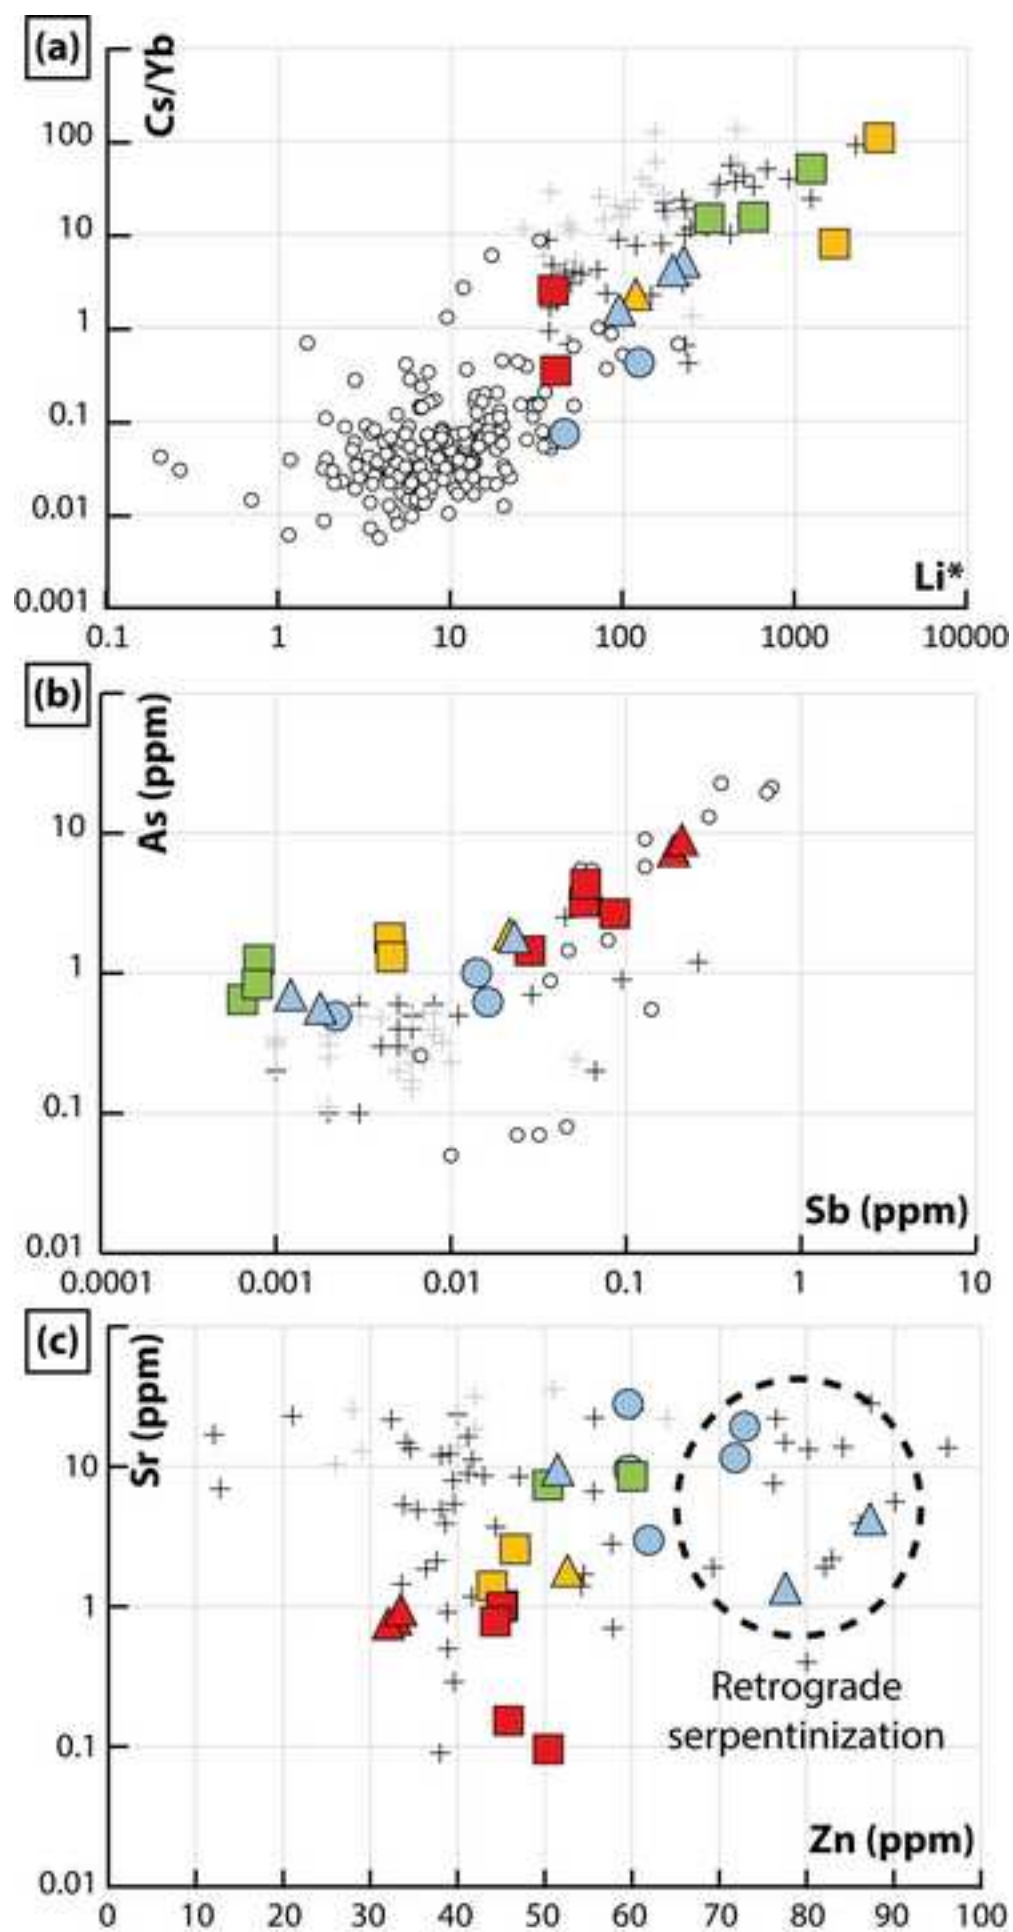 (a)
Cs/Yb
100
10
1
0.1
0.01
0.001
Li*
0.1 1 10 100 1000 10000
(b)
As (ppm)
10
1
0.1
0.01
Sb (ppm)
0.0001 0.001 0.01 0.1 1 10
(c)
Sr (ppm)
10
1
0.1
0.01
Retrograde
serpentinization
Zn (ppm)
0 10 20 30 40 50 60 70 80 90 100